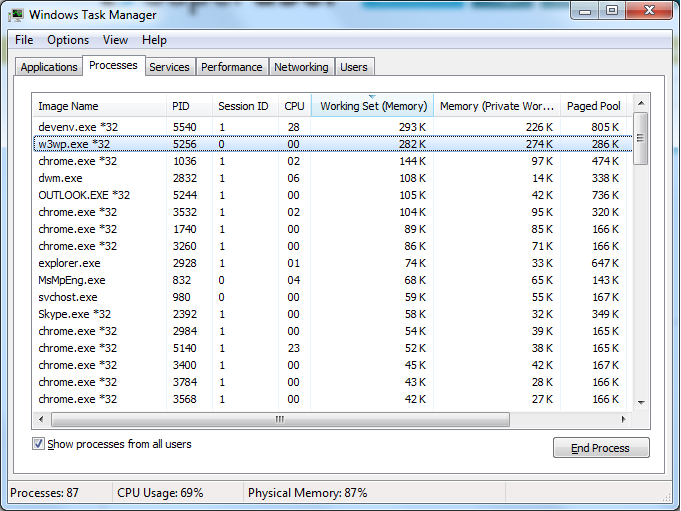 Windows Task Manager
File Options View Help
Applications Processes Services Performance Networking Users
Image Name PID Session ID CPU Working Set (Memory) Memory (Private Wor... Paged Pool
devenv.exe *32 5540 1 28 293 K 226 K 805 K
w3wp.exe *32 5256 0 00 282 K 274 K 286 K
chrome.exe *32 1036 1 02 144 K 97 K 474 K
dwm.exe 2832 1 06 108 K 14 K 338 K
OUTLOOK.EXE *32 5244 1 00 105 K 42 K 736 K
chrome.exe *32 3532 1 02 104 K 95 K 320 K
chrome.exe *32 1740 1 00 89 K 85 K 166 K
chrome.exe *32 3260 1 00 86 K 71 K 166 K
explorer.exe 2928 1 01 74 K 33 K 647 K
MsMpEng.exe 832 0 04 68 K 65 K 143 K
svchost.exe 980 0 00 59 K 55 K 167 K
Skype.exe *32 2392 1 00 58 K 32 K 349 K
chrome.exe *32 2984 1 00 54 K 39 K 165 K
chrome.exe *32 5140 1 23 52 K 38 K 165 K
chrome.exe *32 3400 1 00 45 K 42 K 167 K
chrome.exe *32 3784 1 00 43 K 28 K 166 K
chrome.exe *32 3568 1 00 42 K 27 K 166 K
Show processes from all users
End Process
Processes: 87 CPU Usage: 69% Physical Memory: 87%